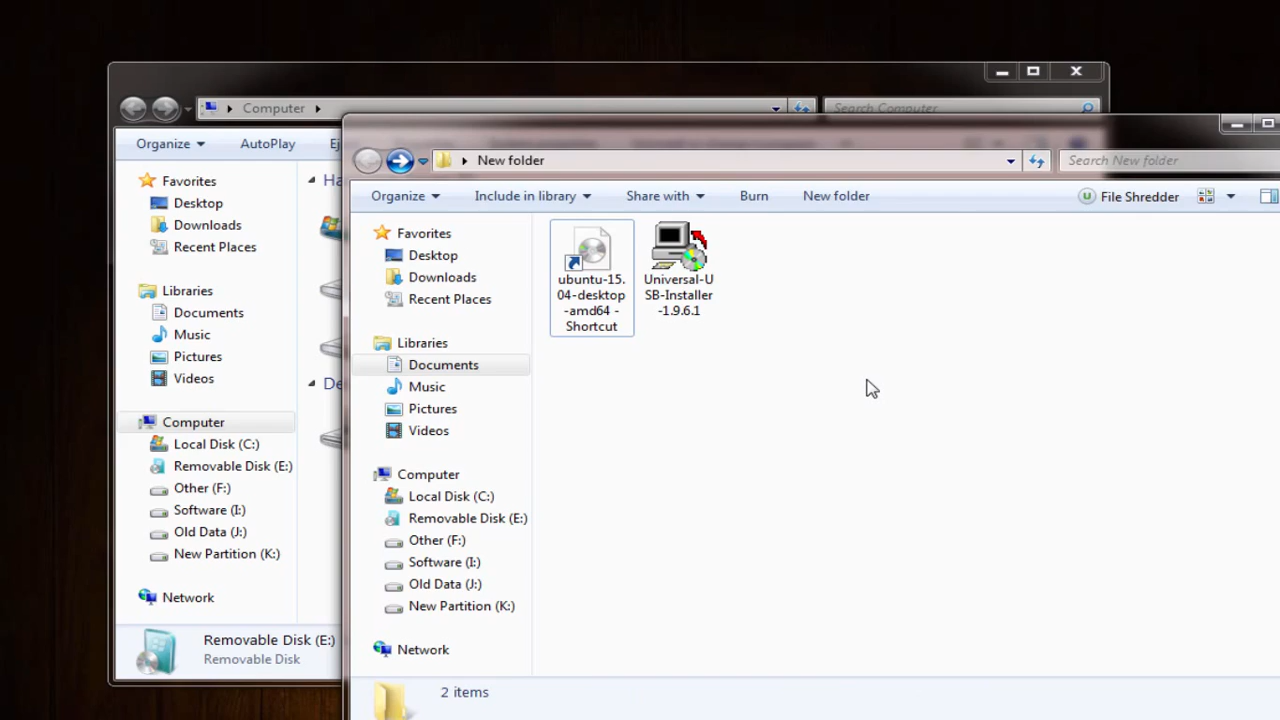 Computer
Search Computer
Organize
AutoPlay
Ej
Favorites
Desktop
Downloads
Recent Places
Libraries
Documents
Music
Pictures
Videos
Computer
Local Disk (C:)
Removable Disk (E:)
Other (F:)
Software (I:)
Old Data (J:)
New Partition (K:)
Network
Ha
De
Removable Disk (E:)
Removable Disk
New folder
Search New folder
Organize
Include in library
Share with
Burn
New folder
File Shredder
Favorites
Desktop
Downloads
Recent Places
Libraries
Documents
Music
Pictures
Videos
Computer
Local Disk (C:)
Removable Disk (E:)
Other (F:)
Software (I:)
Old Data (J:)
New Partition (K:)
Network
ubuntu-15.
04-desktop
-amd64 -
Shortcut
Universal-U
SB-Installer
-1.9.6.1
2 items